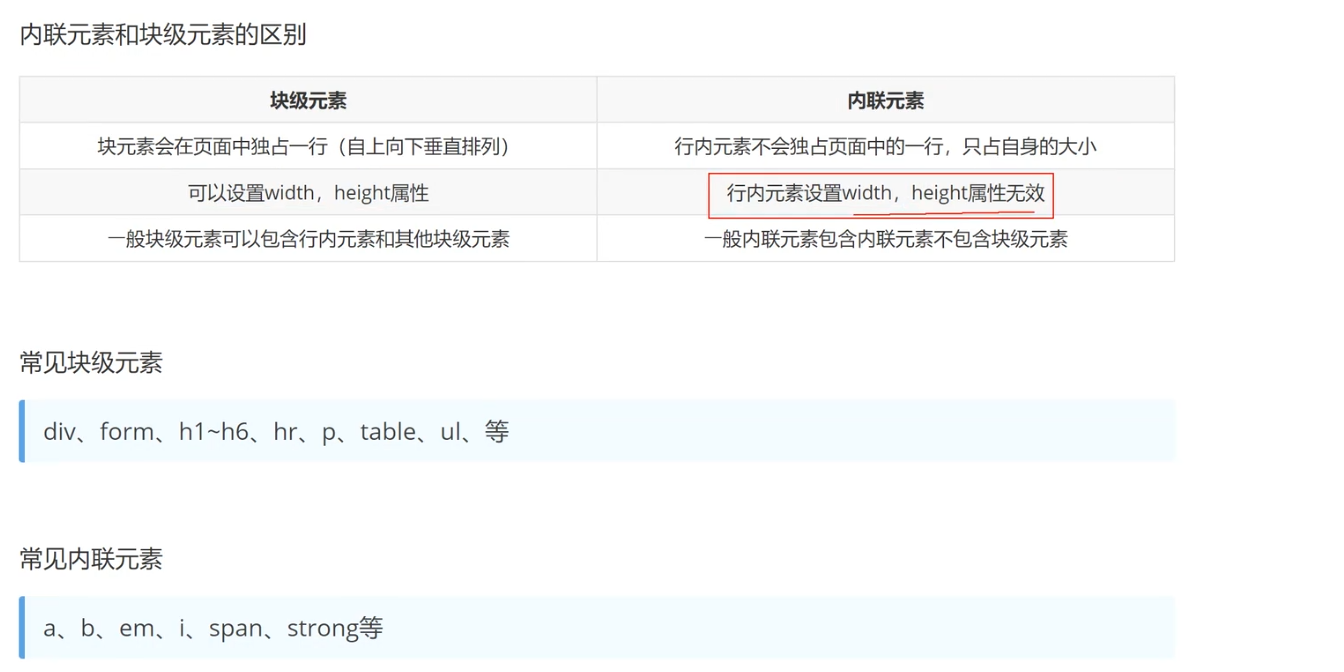 内联元素和块级元素的区别
块级元素 内联元素
块元素会在页面中独占一行（自上向下垂直排列） 行内元素不会独占页面中的一行，只占自身的大小
可以设置width，height属性 行内元素设置width，height属性无效
一般块级元素可以包含行内元素和其他块级元素 一般内联元素包含内联元素不包含块级元素
常见块级元素
div、form、h1~h6、hr、p、table、ul、等
常见内联元素
a、b、em、i、span、strong等